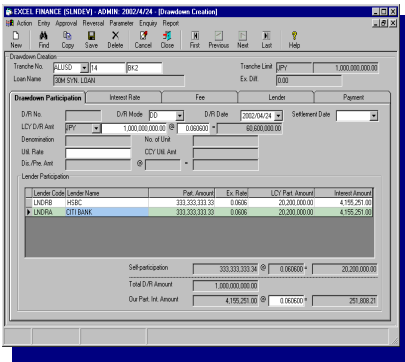 EXCEL FINANCE (SLNDEV) - ADMIN: 2002/4/24 - [Drawdown Creation]
Action Entry Approval Reversal Parameter Enquiry Report
New Find Copy Save Delete Cancel Close First Previous Next Last Help
Drawdown Creation
Tranche No. ALUSD 14 BK2 Tranche Limit JPY 1,000,000,000.00
Loan Name 30M SYN. LOAN Ex. Diff. 0.00
Drawdown Participation Interest Rate Fee Lender Payment
D/R No. D/R Mode DD D/R Date 2002/04/24 Settlement Date
LCY D/R Amt JPY 1,000,000,000.00 @ 0.060600 = 60,600,000.00
Denomination No. of Unit
Util. Rate CCY Util. Amt
Dis./Pre. Amt @ =
Lender Participation
Lender Code Lender Name Part. Amount Ex. Rate LCY Part. Amount Interest Amount
LNDRB HSBC 333,333,333.33 0.0606 20,200,000.00 4,155,251.00
LNDRA CITI BANK 333,333,333.33 0.0606 20,200,000.00 4,155,251.00
Self-participation 333,333,333.34 @ 0.060600 = 20,200,000.00
Total D/R Amount 1,000,000,000.00
Our Part. Int. Amount 4,155,251.00 @ 0.060600 = 251,808.21